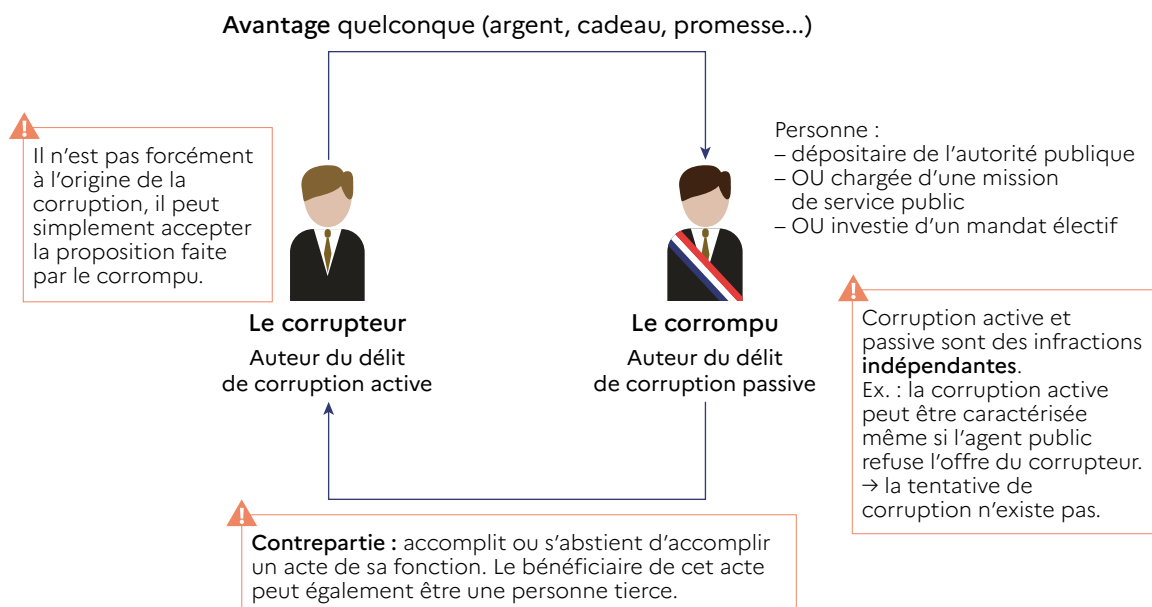 Avantage quelconque (argent, cadeau, promesse...)
Il n’est pas forcément
à l’origine de la
corruption, il peut
simplement accepter
la proposition faite
par le corrompu.
Personne :
– dépositaire de l’autorité publique
– OU chargée d’une mission
de service public
– OU investie d’un mandat électif
Le corrupteur
Auteur du délit
de corruption active
Le corrompu
Auteur du délit
de corruption passive
Corruption active et
passive sont des infractions
indépendantes.
Ex. : la corruption active
peut être caractérisée
même si l’agent public
refuse l’offre du corrupteur.
→ la tentative de
corruption n’existe pas.
Contrepartie : accomplit ou s’abstient d’accomplir
un acte de sa fonction. Le bénéficiaire de cet acte
peut également être une personne tierce.